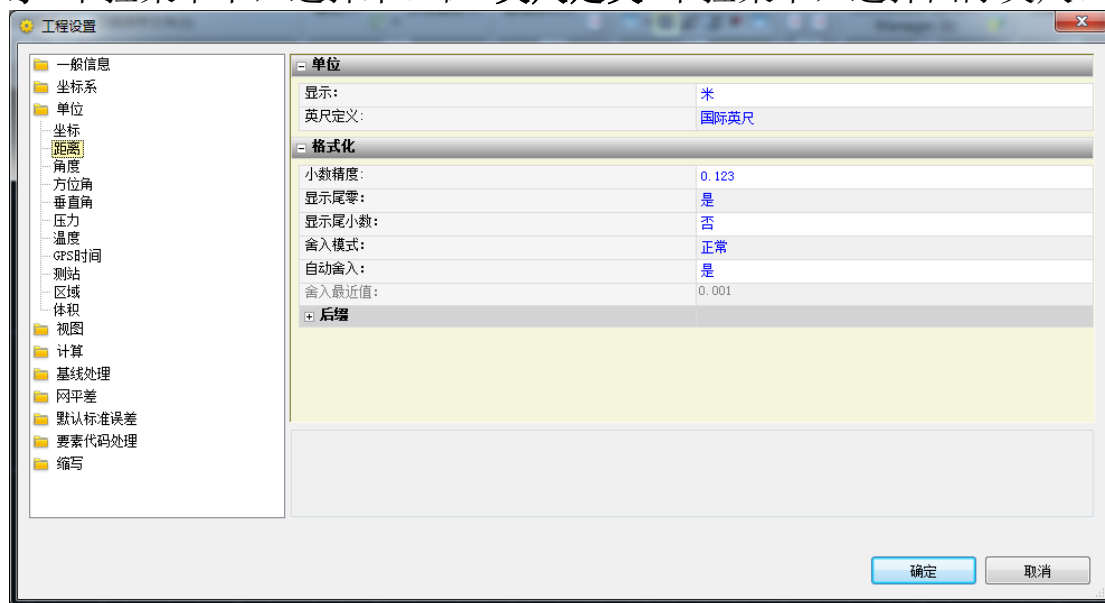 工程设置
一般信息
坐标系
单位
坐标
距离
角度
方位角
垂直角
压力
温度
GPS时间
测站
区域
体积
视图
计算
基线处理
网平差
默认标准误差
要素代码处理
缩写
单位
显示: 米
英尺定义: 国际英尺
格式化
小数精度: 0.123
显示尾零: 是
显示尾小数: 否
舍入模式: 正常
自动舍入: 是
舍入最近值: 0.001
后缀
确定 取消